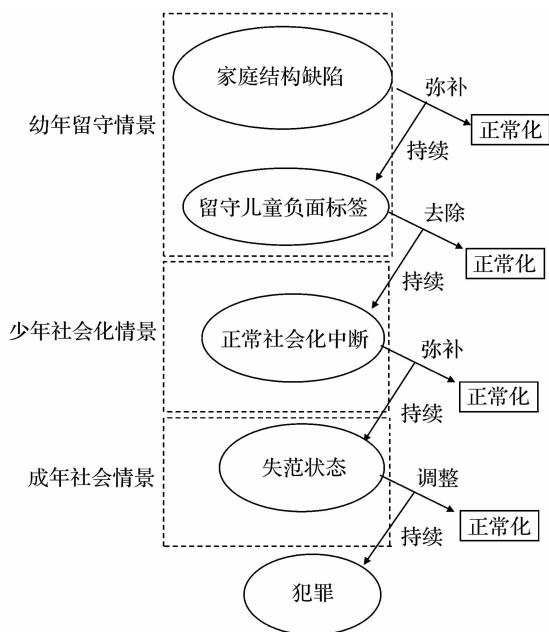 家庭结构缺陷
弥补
幼年留守情景
正常化
持续
留守儿童负面标签
去除
正常化
持续
少年社会化情景
正常社会化中断
弥补
正常化
持续
成年社会情景
失范状态
调整
正常化
持续
犯罪